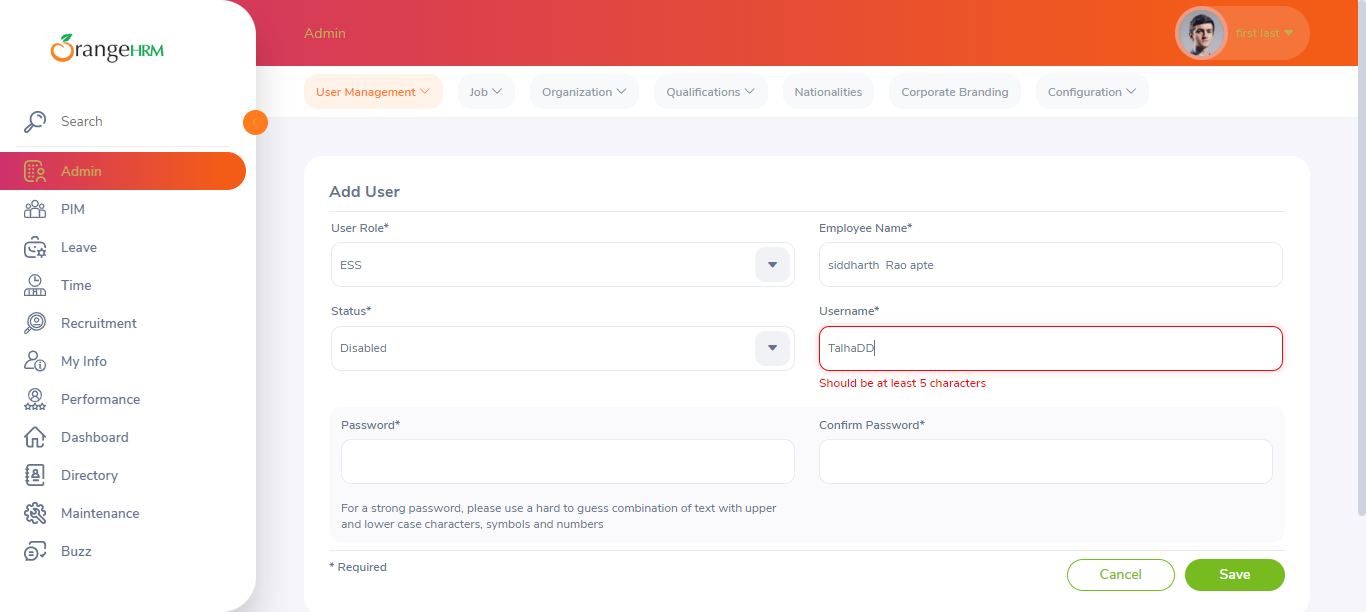 OrangeHRM
Search
Admin
PIM
Leave
Time
Recruitment
My Info
Performance
Dashboard
Directory
Maintenance
Buzz
Admin
first last
User Management
Job
Organization
Qualifications
Nationalities
Corporate Branding
Configuration
Add User
User Role*
Employee Name*
ESS
siddharth  Rao apte
Status*
Username*
Disabled
TalhaDD
Should be at least 5 characters
Password*
Confirm Password*
For a strong password, please use a hard to guess combination of text with upper
and lower case characters, symbols and numbers
* Required
Cancel
Save